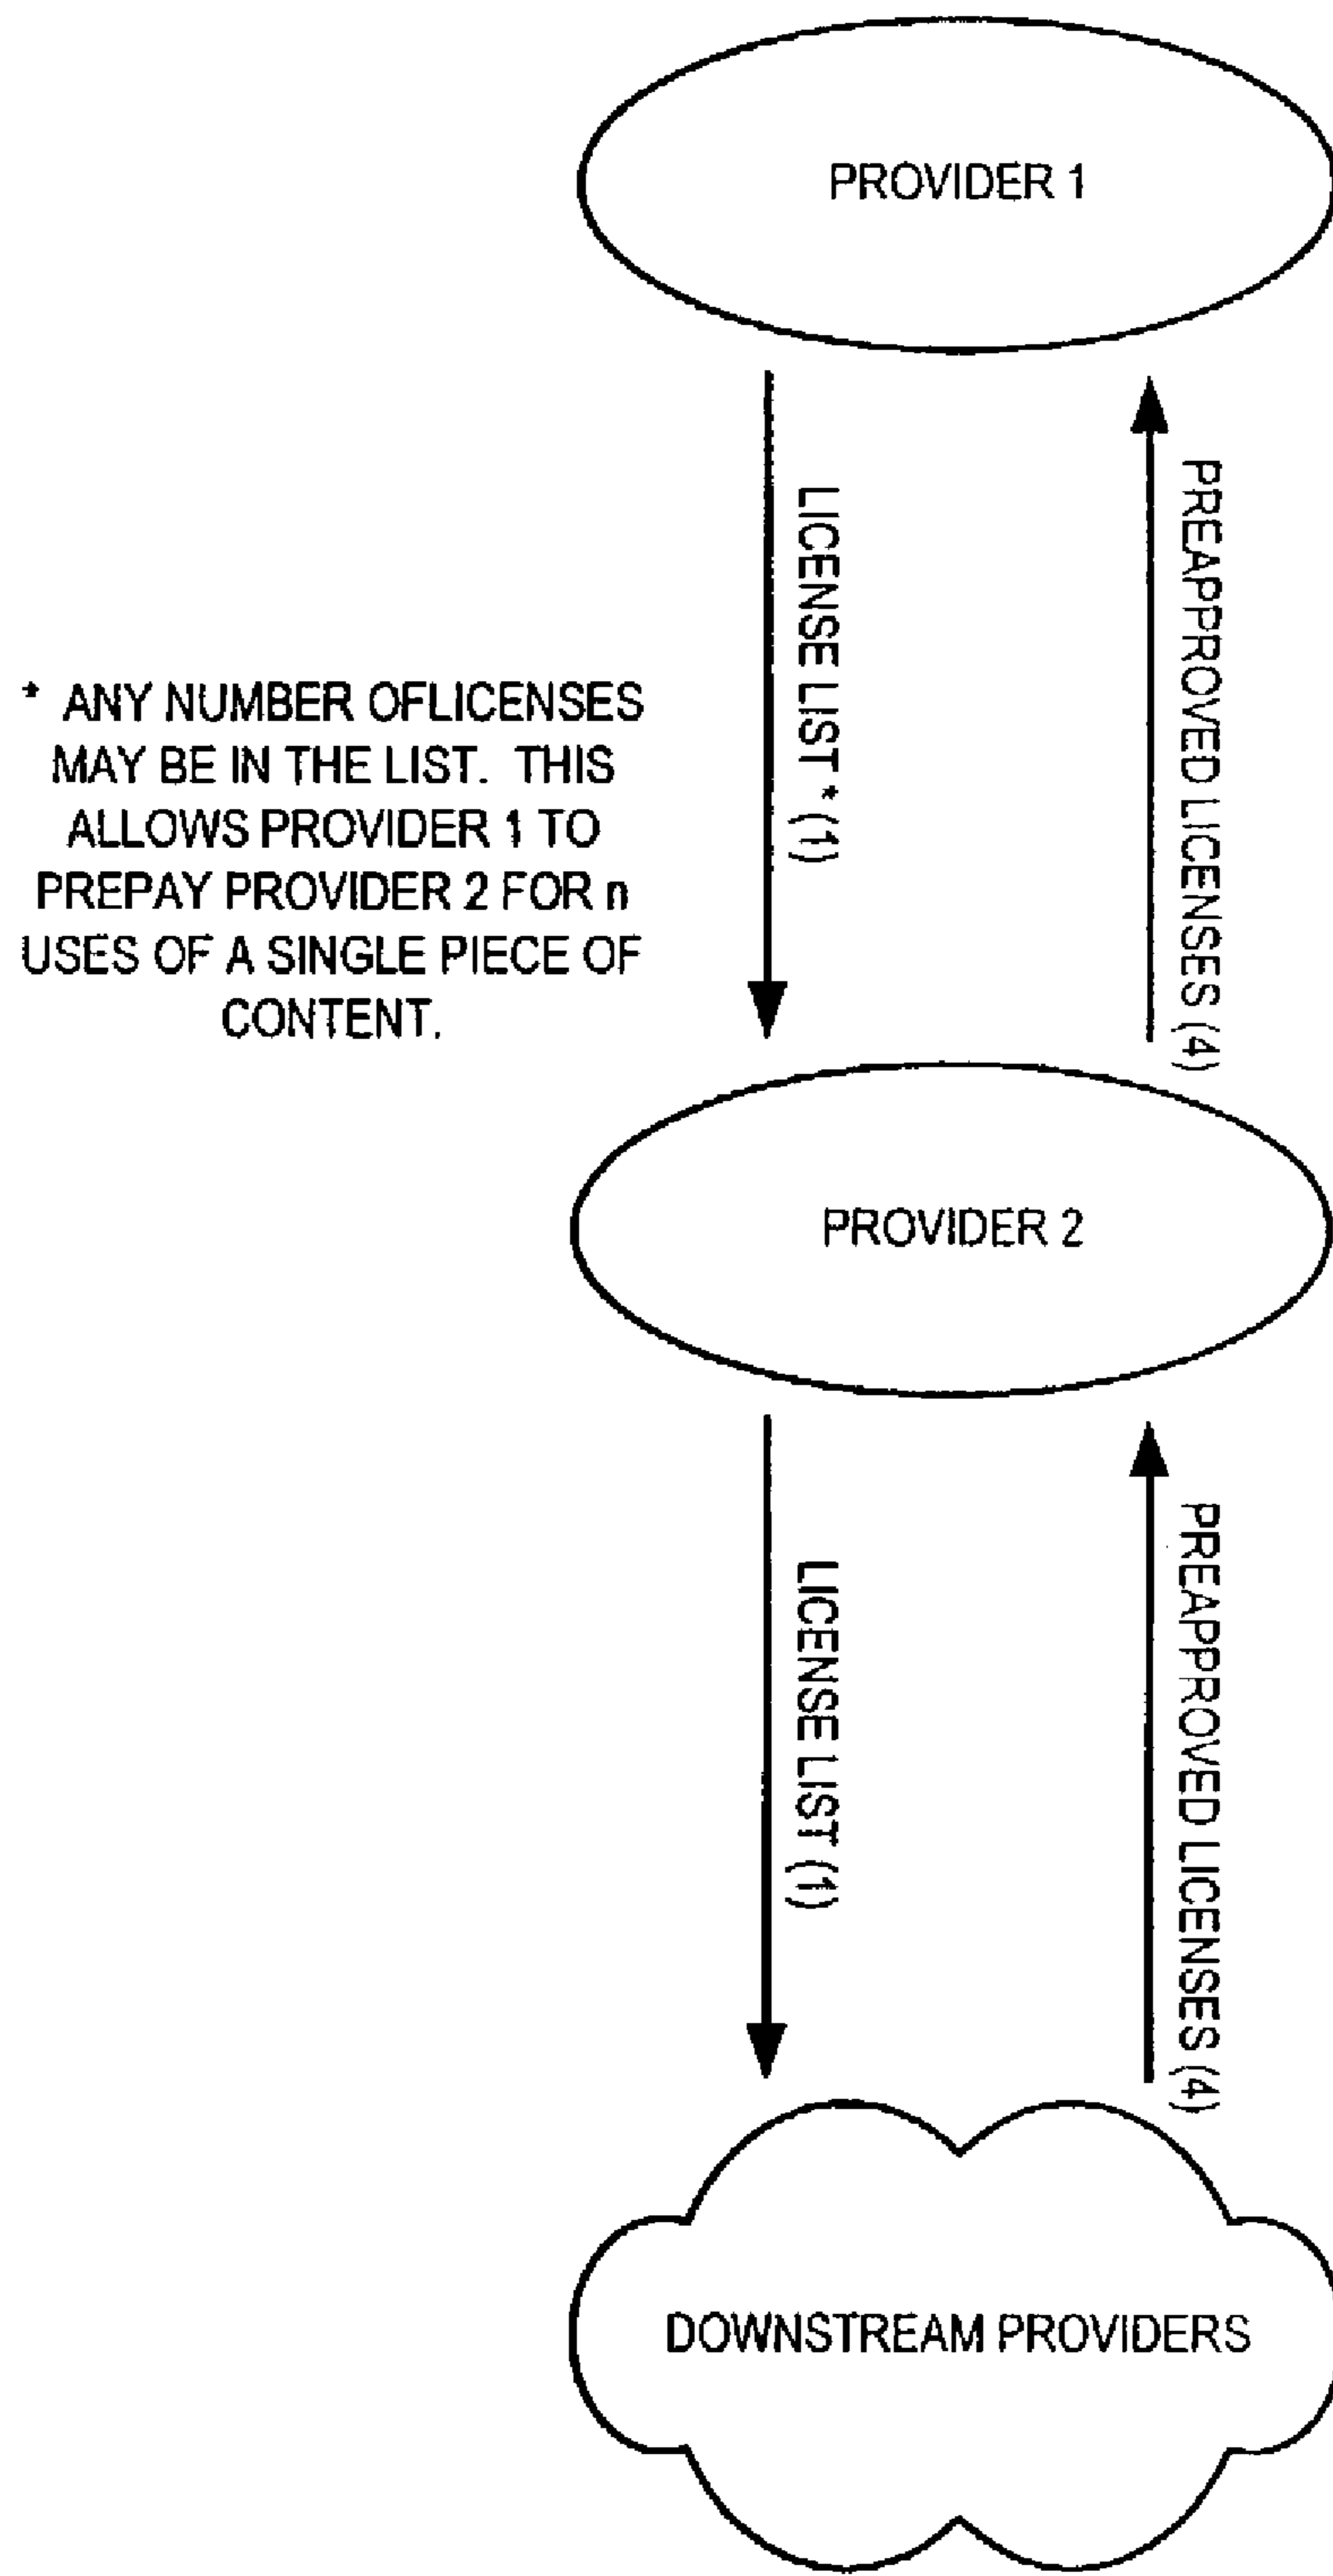 PROVIDER 1
LICENSE LIST * (1)
PREAPPROVED LICENSES (4)
* ANY NUMBER OFLICENSES
MAY BE IN THE LIST. THIS
ALLOWS PROVIDER 1 TO
PREPAY PROVIDER 2 FOR n
USES OF A SINGLE PIECE OF
CONTENT.
PROVIDER 2
LICENSE LIST (1)
PREAPPROVED LICENSES (4)
DOWNSTREAM PROVIDERS